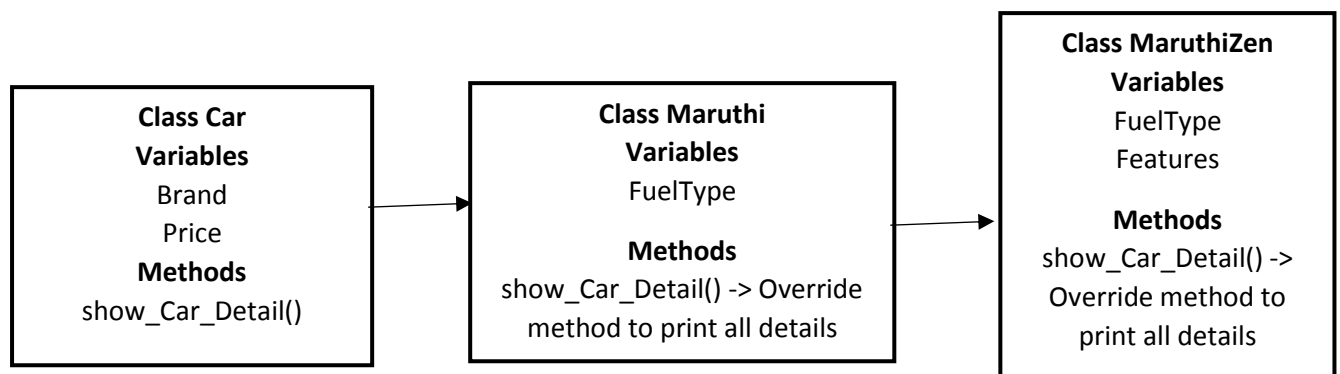 Class Car
Variables
Brand
Price
Methods
show_Car_Detail()
Class Maruthi
Variables
FuelType
Methods
show_Car_Detail() -> Override
method to print all details
Class MaruthiZen
Variables
FuelType
Features
Methods
show_Car_Detail() ->
Override method to
print all details